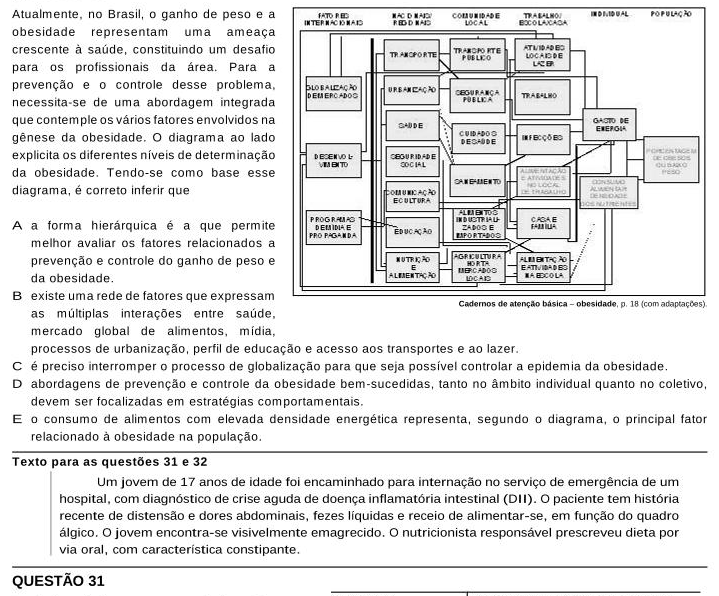 Atualmente, no Brasil, o ganho de peso e a
obesidade representam uma ameaça
crescente à saúde, constituindo um desafio
para os profissionais da área. Para a
prevenção e o controle desse problema,
necessita-se de uma abordagem integrada
que contemple os vários fatores envolvidos na
gênese da obesidade. O diagrama ao lado
explicita os diferentes níveis de determinação
da obesidade. Tendo-se como base esse
diagrama, é correto inferir que
FATORES
INTERNACIONAIS
NACIONAIS/
REGIONAIS
COMUNIDADE
LOCAL
TRABALHO/
ESCOLA/CASA
INDIVIDUAL
POPULAÇÃO
GLOBALIZAÇÃO
DE MERCADOS
DESENVOL-
VIMENTO
PROGRAMAS
DE MÍDIA E
PROPAGANDA
TRANSPORTE
URBANIZAÇÃO
SAÚDE
SEGURIDADE
SOCIAL
COMUNICAÇÃO
E CULTURA
EDUCAÇÃO
NUTRIÇÃO
E
ALIMENTAÇÃO
TRANSPORTE
PÚBLICO
SEGURANÇA
PÚBLICA
CUIDADOS
DE SAÚDE
SANEAMENTO
ALIMENTOS
INDUSTRIALI-
ZADOS E
IMPORTADOS
AGRICULTURA
HORTA
MERCADOS
LOCAIS
ATIVIDADES
LOCAIS DE
LAZER
TRABALHO
INFECÇÕES
ALIMENTAÇÃO
E ATIVIDADES
NO LOCAL
DE TRABALHO
CASA E
FAMÍLIA
ALIMENTAÇÃO
E ATIVIDADES
NA ESCOLA
GASTO DE
ENERGIA
CONSUMO
ALIMENTAR
DENSIDADE
DOS NUTRIENTES
PORCENTAGEM
DE OBESOS
OU BAIXO
PESO
Cadernos de atenção básica – obesidade, p. 18 (com adaptações).
A a forma hierárquica é a que permite
melhor avaliar os fatores relacionados a
prevenção e controle do ganho de peso e
da obesidade.
B existe uma rede de fatores que expressam
as múltiplas interações entre saúde,
mercado global de alimentos, mídia,
processos de urbanização, perfil de educação e acesso aos transportes e ao lazer.
C é preciso interromper o processo de globalização para que seja possível controlar a epidemia da obesidade.
D abordagens de prevenção e controle da obesidade bem-sucedidas, tanto no âmbito individual quanto no coletivo,
devem ser focalizadas em estratégias comportamentais.
E o consumo de alimentos com elevada densidade energética representa, segundo o diagrama, o principal fator
relacionado à obesidade na população.
Texto para as questões 31 e 32
Um jovem de 17 anos de idade foi encaminhado para internação no serviço de emergência de um
hospital, com diagnóstico de crise aguda de doença inflamatória intestinal (DII). O paciente tem história
recente de distensão e dores abdominais, fezes líquidas e receio de alimentar-se, em função do quadro
álgico. O jovem encontra-se visivelmente emagrecido. O nutricionista responsável prescreveu dieta por
via oral, com característica constipante.
QUESTÃO 31